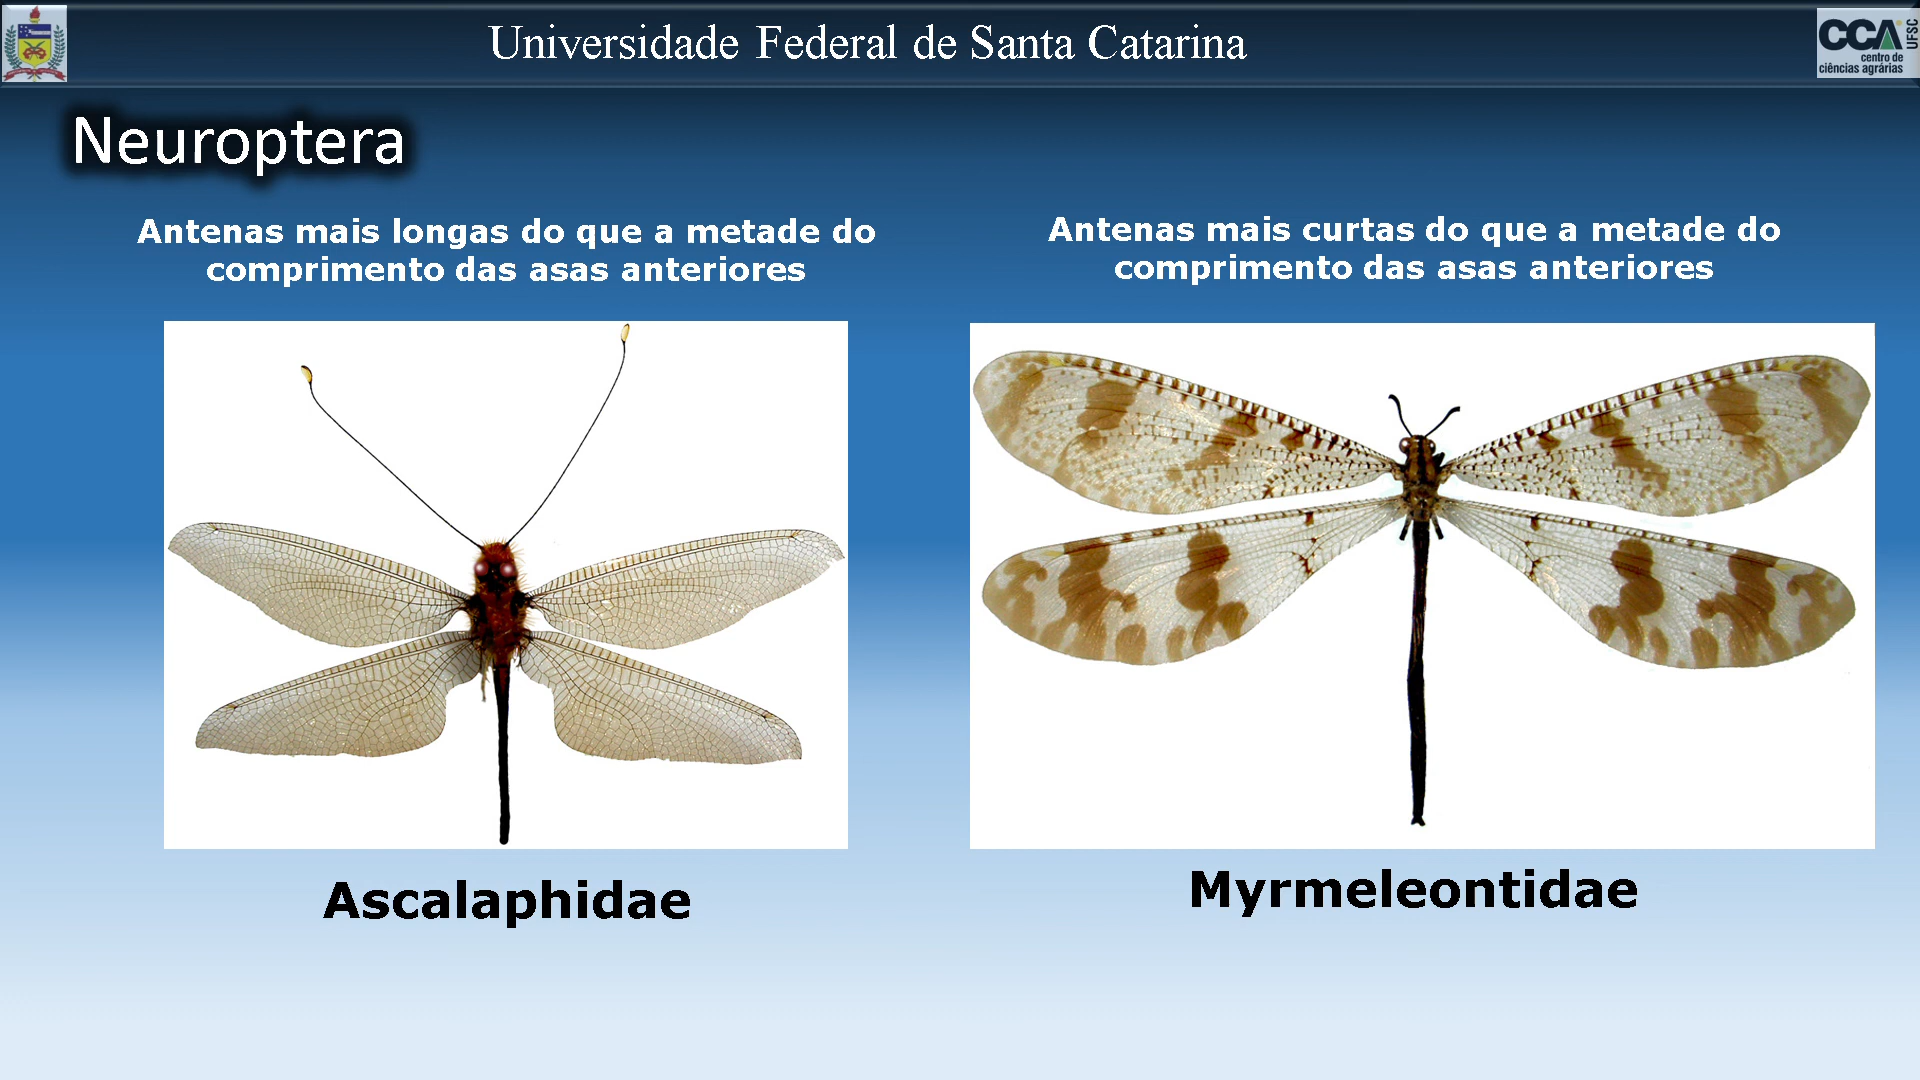 Universidade Federal de Santa Catarina
CCA UFSC
centro de
ciências agrárias
Neuroptera
Antenas mais longas do que a metade do
comprimento das asas anteriores
Antenas mais curtas do que a metade do
comprimento das asas anteriores
Ascalaphidae
Myrmeleontidae